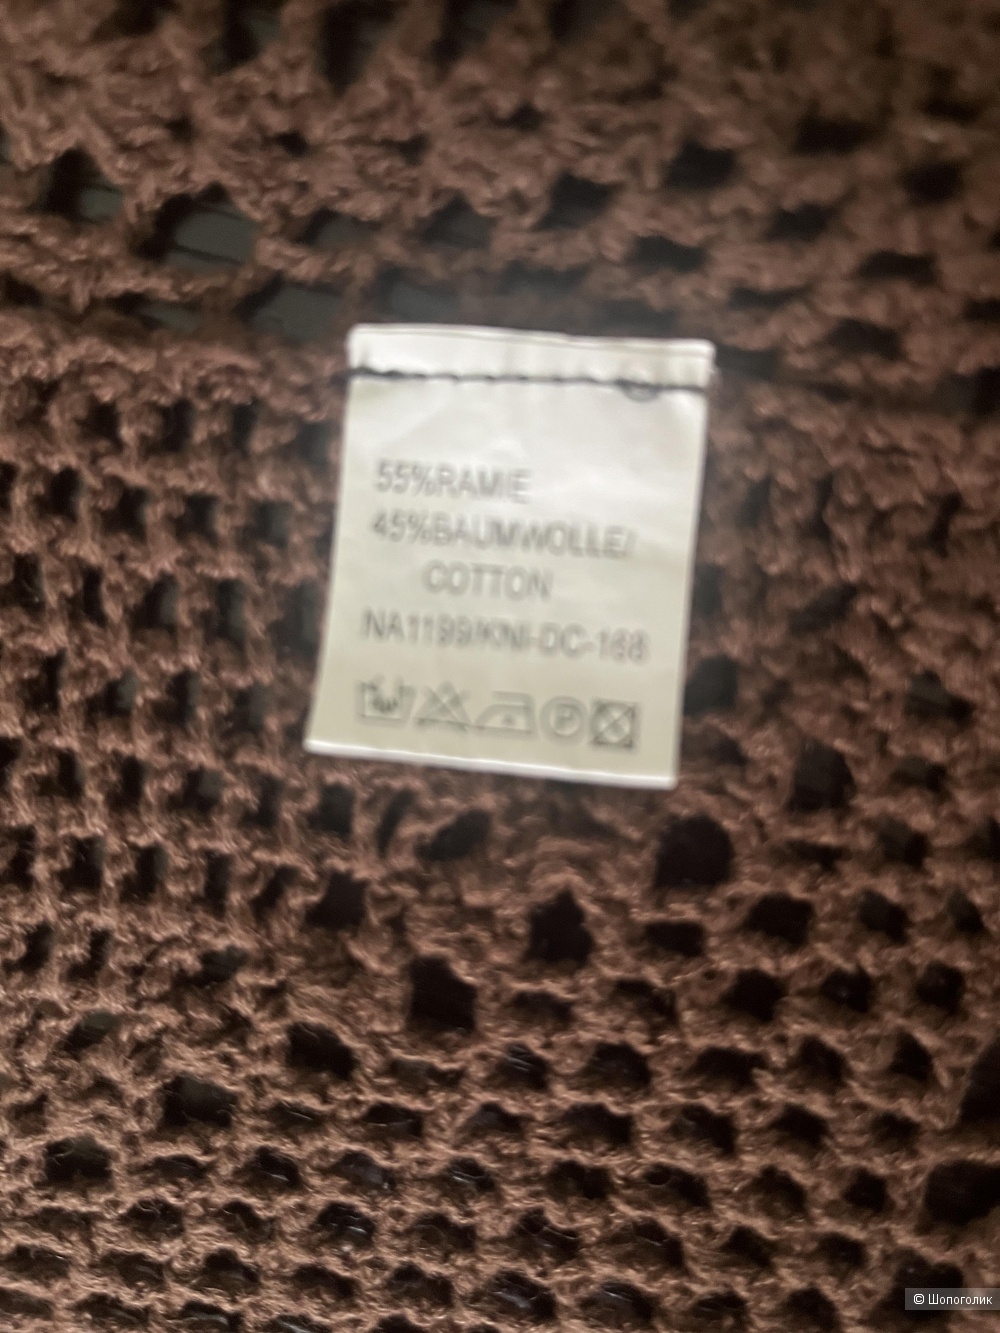 55%RAMIE
45%BAUMWOLLE/
COTTON
NA1199/KNI-DC-168
P
© Шопоголик